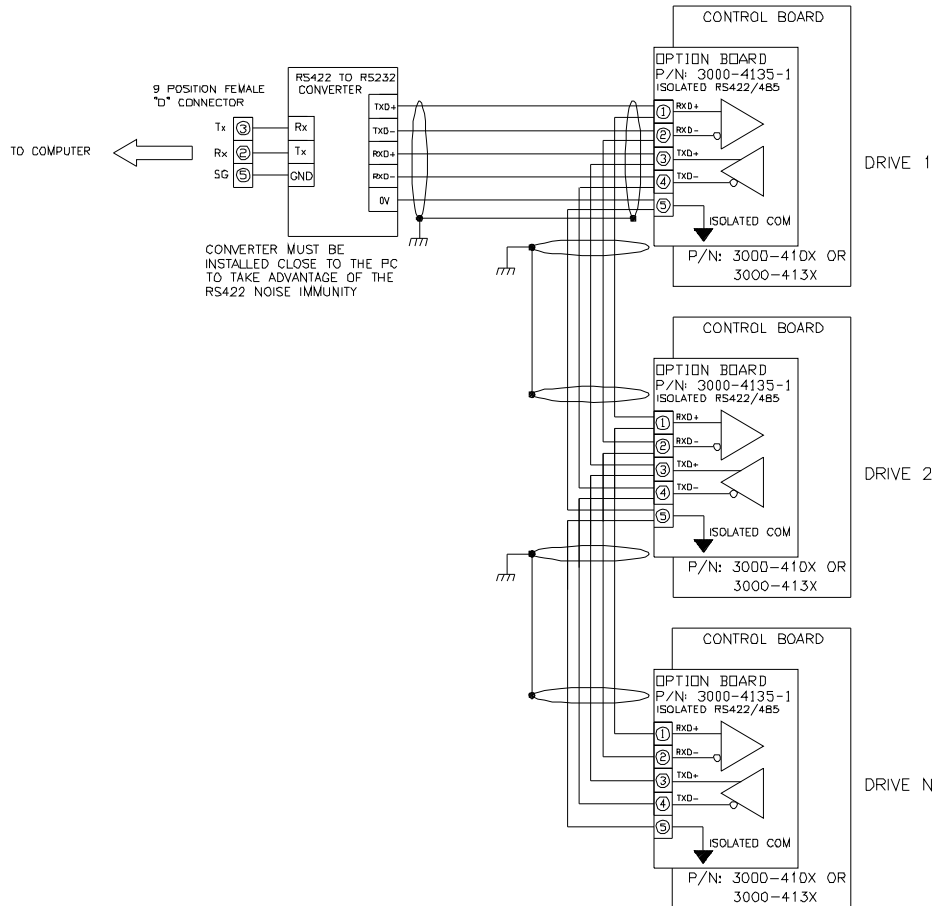 CONTROL BOARD
OPTION BOARD
P/N: 3000-4135-1
ISOLATED RS422/485
① RXD+
② RXD-
③ TXD+
④ TXD-
⑤
ISOLATED COM
P/N: 3000-410X OR
3000-413X
DRIVE 1
RS422 TO RS232
CONVERTER
TXD+
TXD-
RXD+
RXD-
0V
Rx
Tx
GND
9 POSITION FEMALE
"D" CONNECTOR
Tx ③
Rx ②
SG ⑤
TO COMPUTER
CONVERTER MUST BE
INSTALLED CLOSE TO THE PC
TO TAKE ADVANTAGE OF THE
RS422 NOISE IMMUNITY
CONTROL BOARD
OPTION BOARD
P/N: 3000-4135-1
ISOLATED RS422/485
① RXD+
② RXD-
③ TXD+
④ TXD-
⑤
ISOLATED COM
P/N: 3000-410X OR
3000-413X
DRIVE 2
CONTROL BOARD
OPTION BOARD
P/N: 3000-4135-1
ISOLATED RS422/485
① RXD+
② RXD-
③ TXD+
④ TXD-
⑤
ISOLATED COM
P/N: 3000-410X OR
3000-413X
DRIVE N